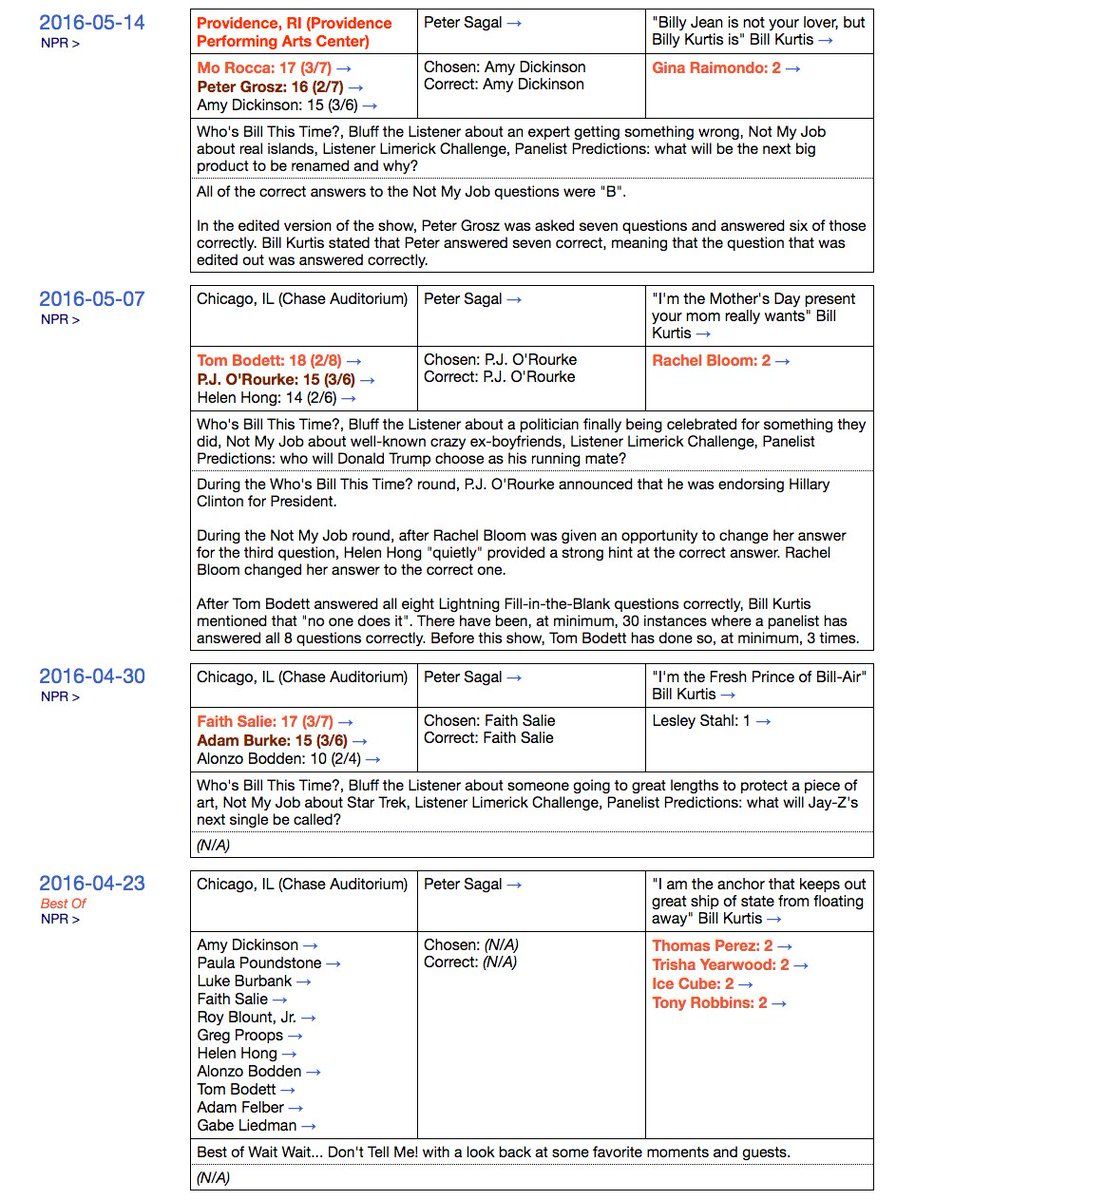 2016-05-14
NPR >
Providence, RI (Providence
Performing Arts Center)
Peter Sagal →
"Billy Jean is not your lover, but
Billy Kurtis is" Bill Kurtis →
Mo Rocca: 17 (3/7) →
Peter Grosz: 16 (2/7) →
Amy Dickinson: 15 (3/6) →
Chosen: Amy Dickinson
Correct: Amy Dickinson
Gina Raimondo: 2 →
Who's Bill This Time?, Bluff the Listener about an expert getting something wrong, Not My Job
about real islands, Listener Limerick Challenge, Panelist Predictions: what will be the next big
product to be renamed and why?
All of the correct answers to the Not My Job questions were "B".
In the edited version of the show, Peter Grosz was asked seven questions and answered six of those
correctly. Bill Kurtis stated that Peter answered seven correct, meaning that the question that was
edited out was answered correctly.
2016-05-07
NPR >
Chicago, IL (Chase Auditorium)
Peter Sagal →
"I'm the Mother's Day present
your mom really wants" Bill
Kurtis →
Tom Bodett: 18 (2/8) →
P.J. O'Rourke: 15 (3/6) →
Helen Hong: 14 (2/6) →
Chosen: P.J. O'Rourke
Correct: P.J. O'Rourke
Rachel Bloom: 2 →
Who's Bill This Time?, Bluff the Listener about a politician finally being celebrated for something they
did, Not My Job about well-known crazy ex-boyfriends, Listener Limerick Challenge, Panelist
Predictions: who will Donald Trump choose as his running mate?
During the Who's Bill This Time? round, P.J. O'Rourke announced that he was endorsing Hillary
Clinton for President.
During the Not My Job round, after Rachel Bloom was given an opportunity to change her answer
for the third question, Helen Hong "quietly" provided a strong hint at the correct answer. Rachel
Bloom changed her answer to the correct one.
After Tom Bodett answered all eight Lightning Fill-in-the-Blank questions correctly, Bill Kurtis
mentioned that "no one does it". There have been, at minimum, 30 instances where a panelist has
answered all 8 questions correctly. Before this show, Tom Bodett has done so, at minimum, 3 times.
2016-04-30
NPR >
Chicago, IL (Chase Auditorium)
Peter Sagal →
"I'm the Fresh Prince of Bill-Air"
Bill Kurtis →
Faith Salie: 17 (3/7) →
Adam Burke: 15 (3/6) →
Alonzo Bodden: 10 (2/4) →
Chosen: Faith Salie
Correct: Faith Salie
Lesley Stahl: 1 →
Who's Bill This Time?, Bluff the Listener about someone going to great lengths to protect a piece of
art, Not My Job about Star Trek, Listener Limerick Challenge, Panelist Predictions: what will Jay-Z's
next single be called?
(N/A)
2016-04-23
Best Of
NPR >
Chicago, IL (Chase Auditorium)
Peter Sagal →
"I am the anchor that keeps out
great ship of state from floating
away" Bill Kurtis →
Amy Dickinson →
Paula Poundstone →
Luke Burbank →
Faith Salie →
Roy Blount, Jr. →
Greg Proops →
Helen Hong →
Alonzo Bodden →
Tom Bodett →
Adam Felber →
Gabe Liedman →
Chosen: (N/A)
Correct: (N/A)
Thomas Perez: 2 →
Trisha Yearwood: 2 →
Ice Cube: 2 →
Tony Robbins: 2 →
Best of Wait Wait... Don't Tell Me! with a look back at some favorite moments and guests.
(N/A)